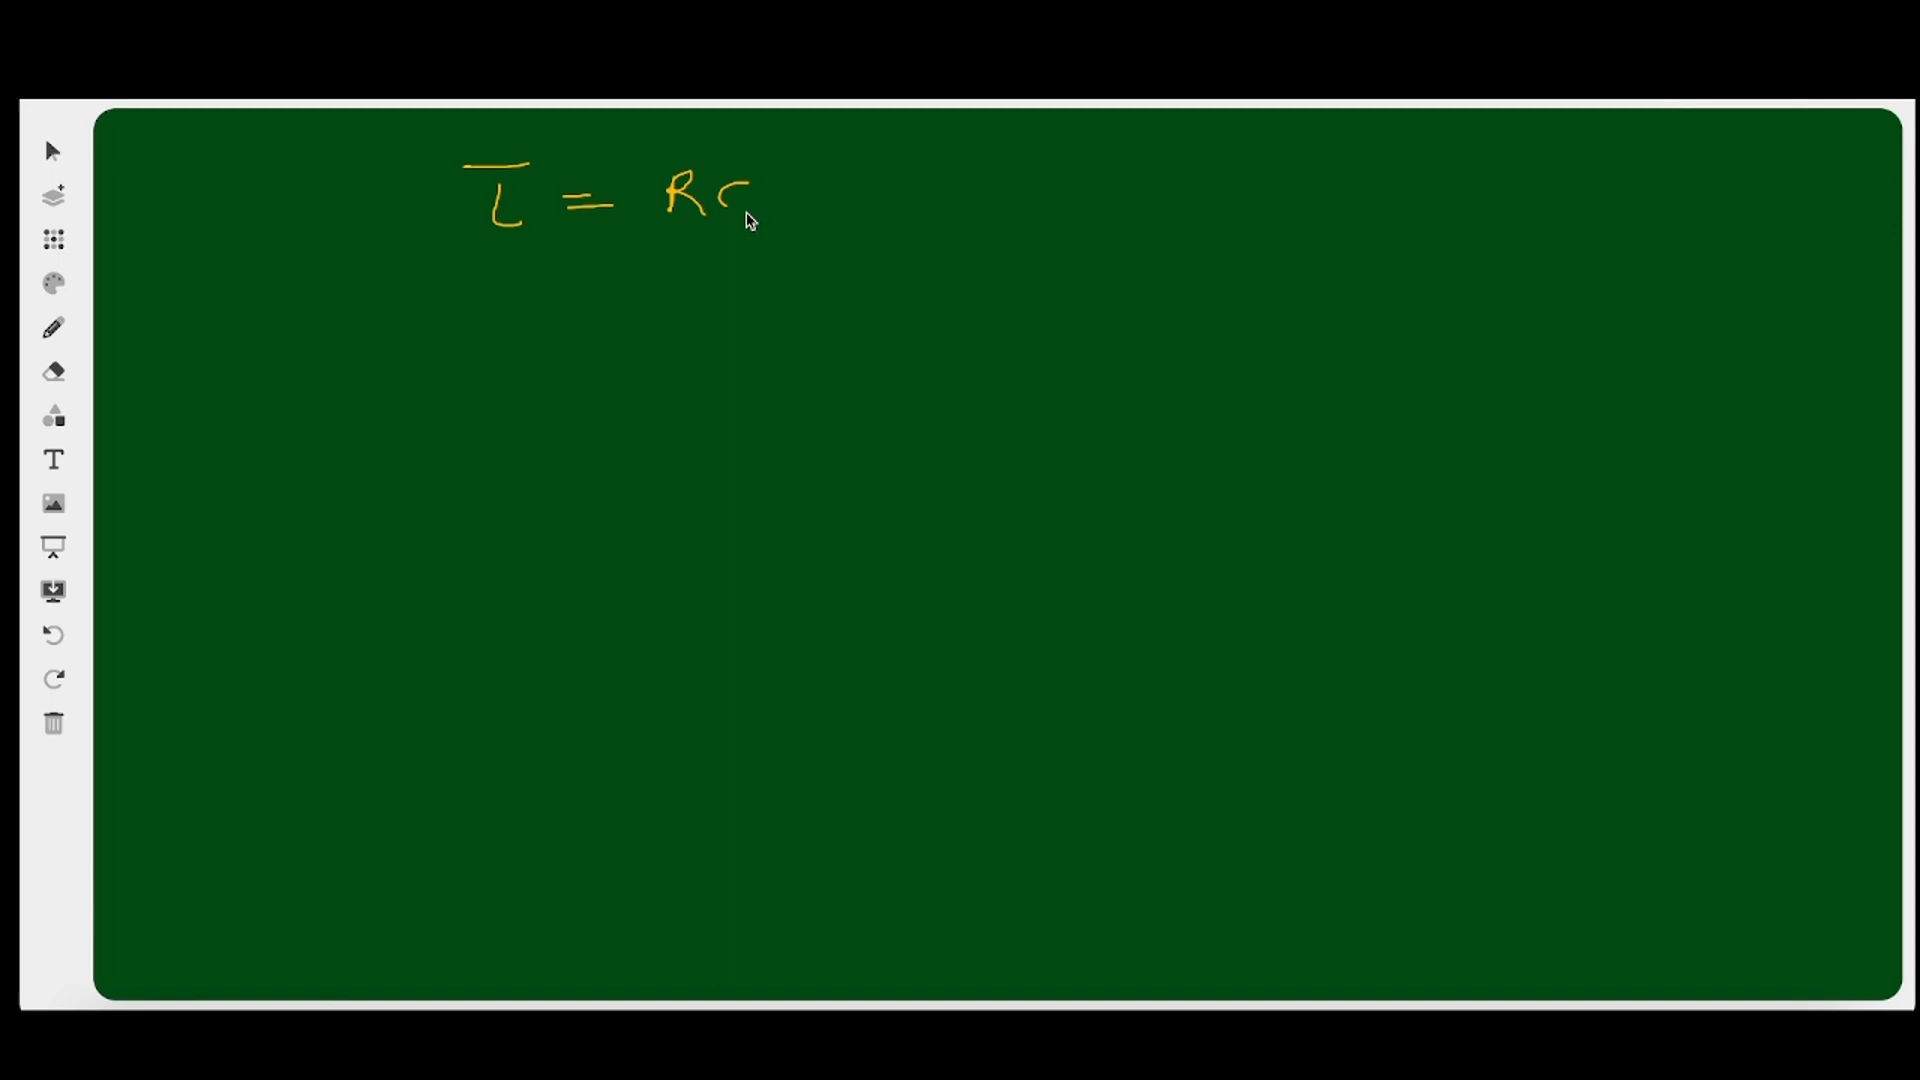 τ = RC